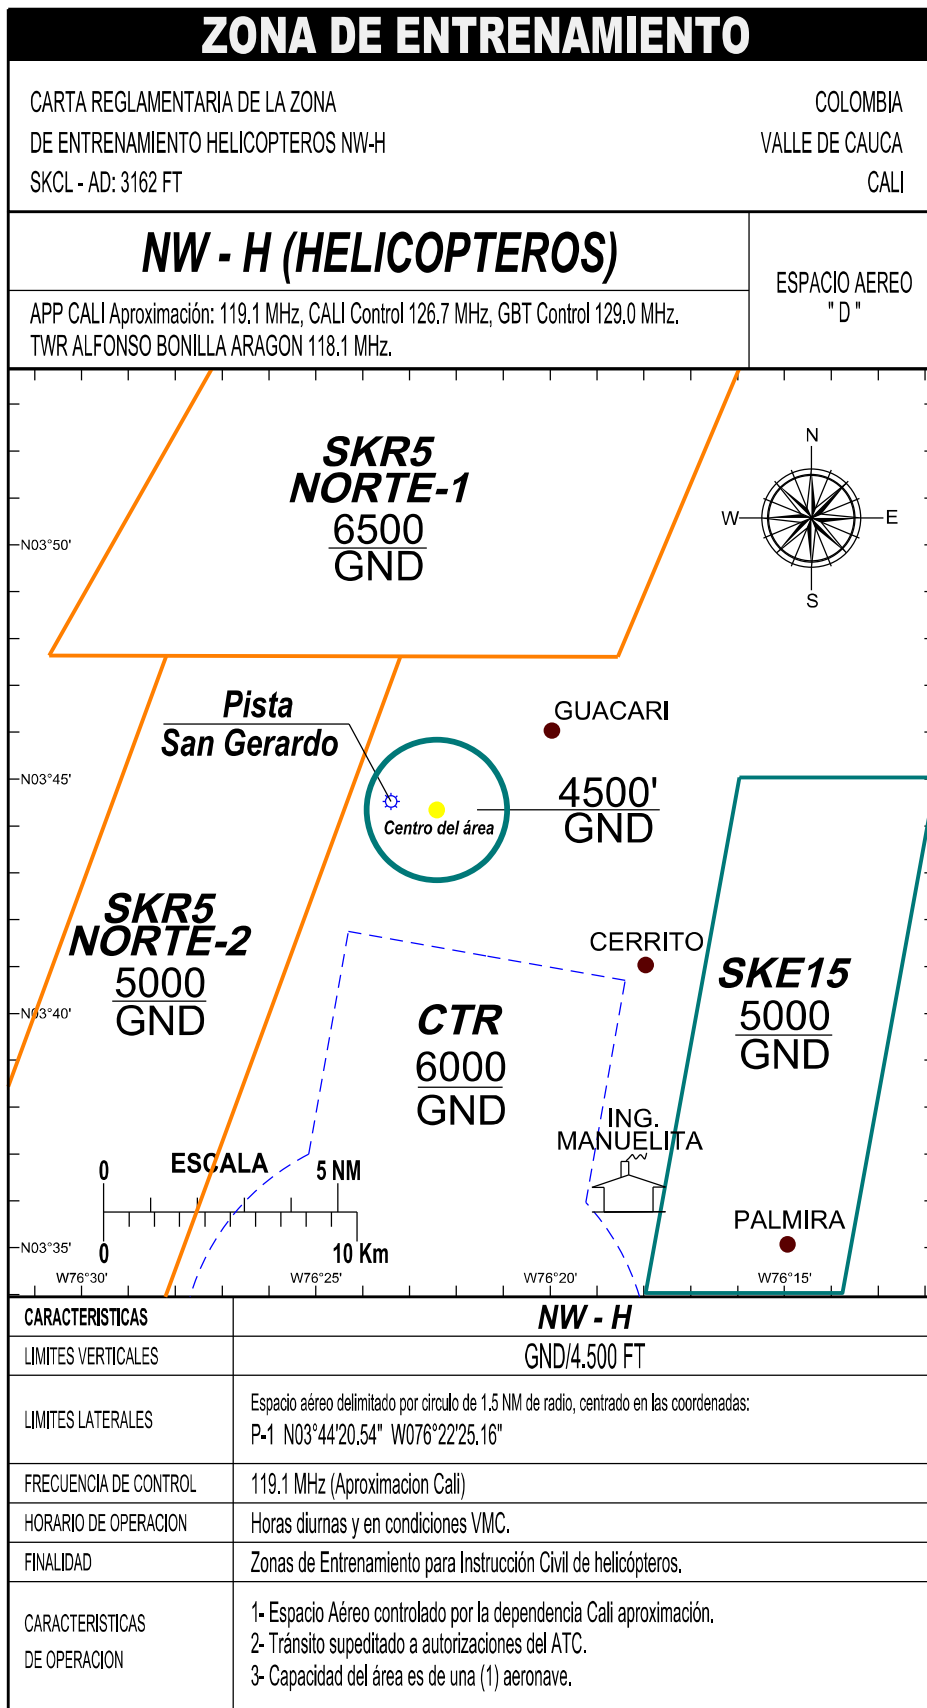 ZONA DE ENTRENAMIENTO
CARTA REGLAMENTARIA DE LA ZONA
DE ENTRENAMIENTO HELICOPTEROS NW-H
SKCL - AD: 3162 FT
COLOMBIA
VALLE DE CAUCA
CALI
NW - H (HELICOPTEROS)
APP CALI Aproximación: 119.1 MHz, CALI Control 126.7 MHz, GBT Control 129.0 MHz.
TWR ALFONSO BONILLA ARAGON 118.1 MHz.
ESPACIO AEREO
" D "
SKR5
NORTE-1
6500
GND
N
W
E
S
N03°50'
Pista
San Gerardo
GUACARI
N03°45'
4500'
GND
Centro del área
SKR5
NORTE-2
5000
GND
CERRITO
SKE15
5000
GND
N03°40'
CTR
6000
GND
ING.
MANUELITA
0
ESCALA
5 NM
0
10 Km
PALMIRA
N03°35'
W76°30'
W76°25'
W76°20'
W76°15'
CARACTERISTICAS
NW - H
LIMITES VERTICALES
GND/4.500 FT
LIMITES LATERALES
Espacio aéreo delimitado por circulo de 1.5 NM de radio, centrado en las coordenadas:
P-1 N03°44'20.54" W076°22'25.16"
FRECUENCIA DE CONTROL
119.1 MHz (Aproximacion Cali)
HORARIO DE OPERACION
Horas diurnas y en condiciones VMC.
FINALIDAD
Zonas de Entrenamiento para Instrucción Civil de helicópteros.
CARACTERISTICAS
DE OPERACION
1- Espacio Aéreo controlado por la dependencia Cali aproximación.
2- Tránsito supeditado a autorizaciones del ATC.
3- Capacidad del área es de una (1) aeronave.